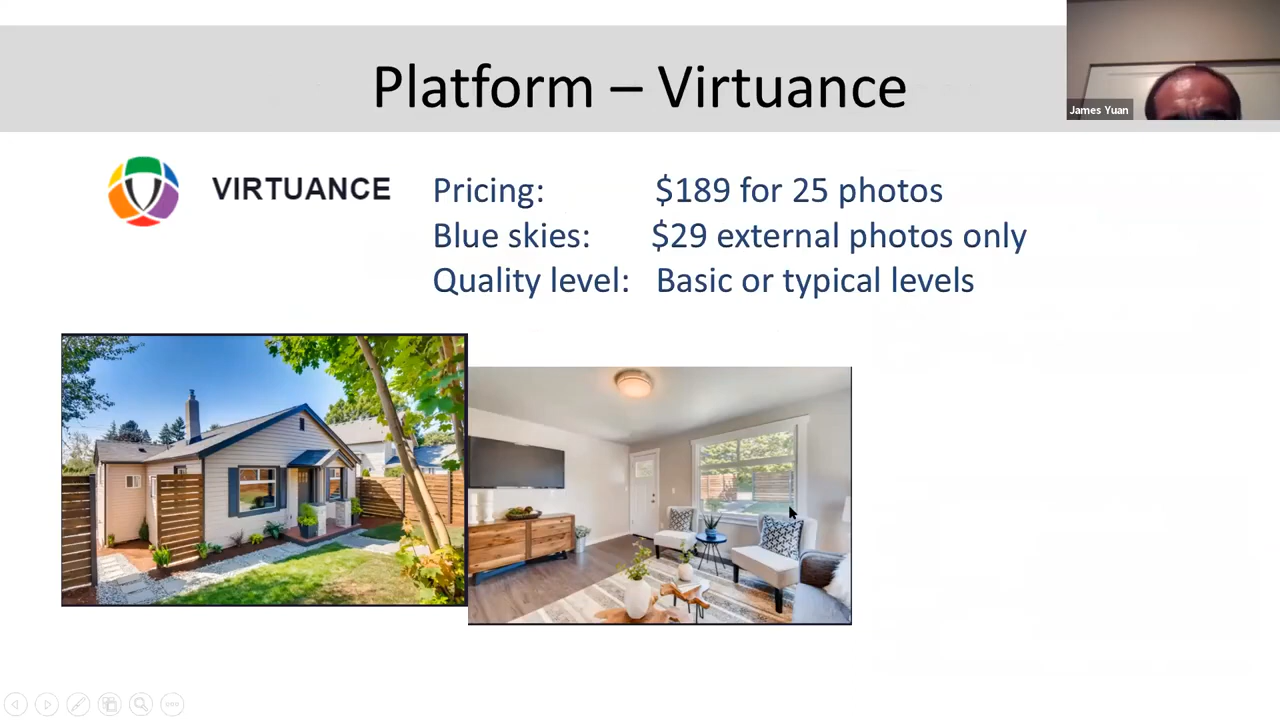 Platform – Virtuance
James Yuan
VIRTUANCE
Pricing: $189 for 25 photos
Blue skies: $29 external photos only
Quality level: Basic or typical levels